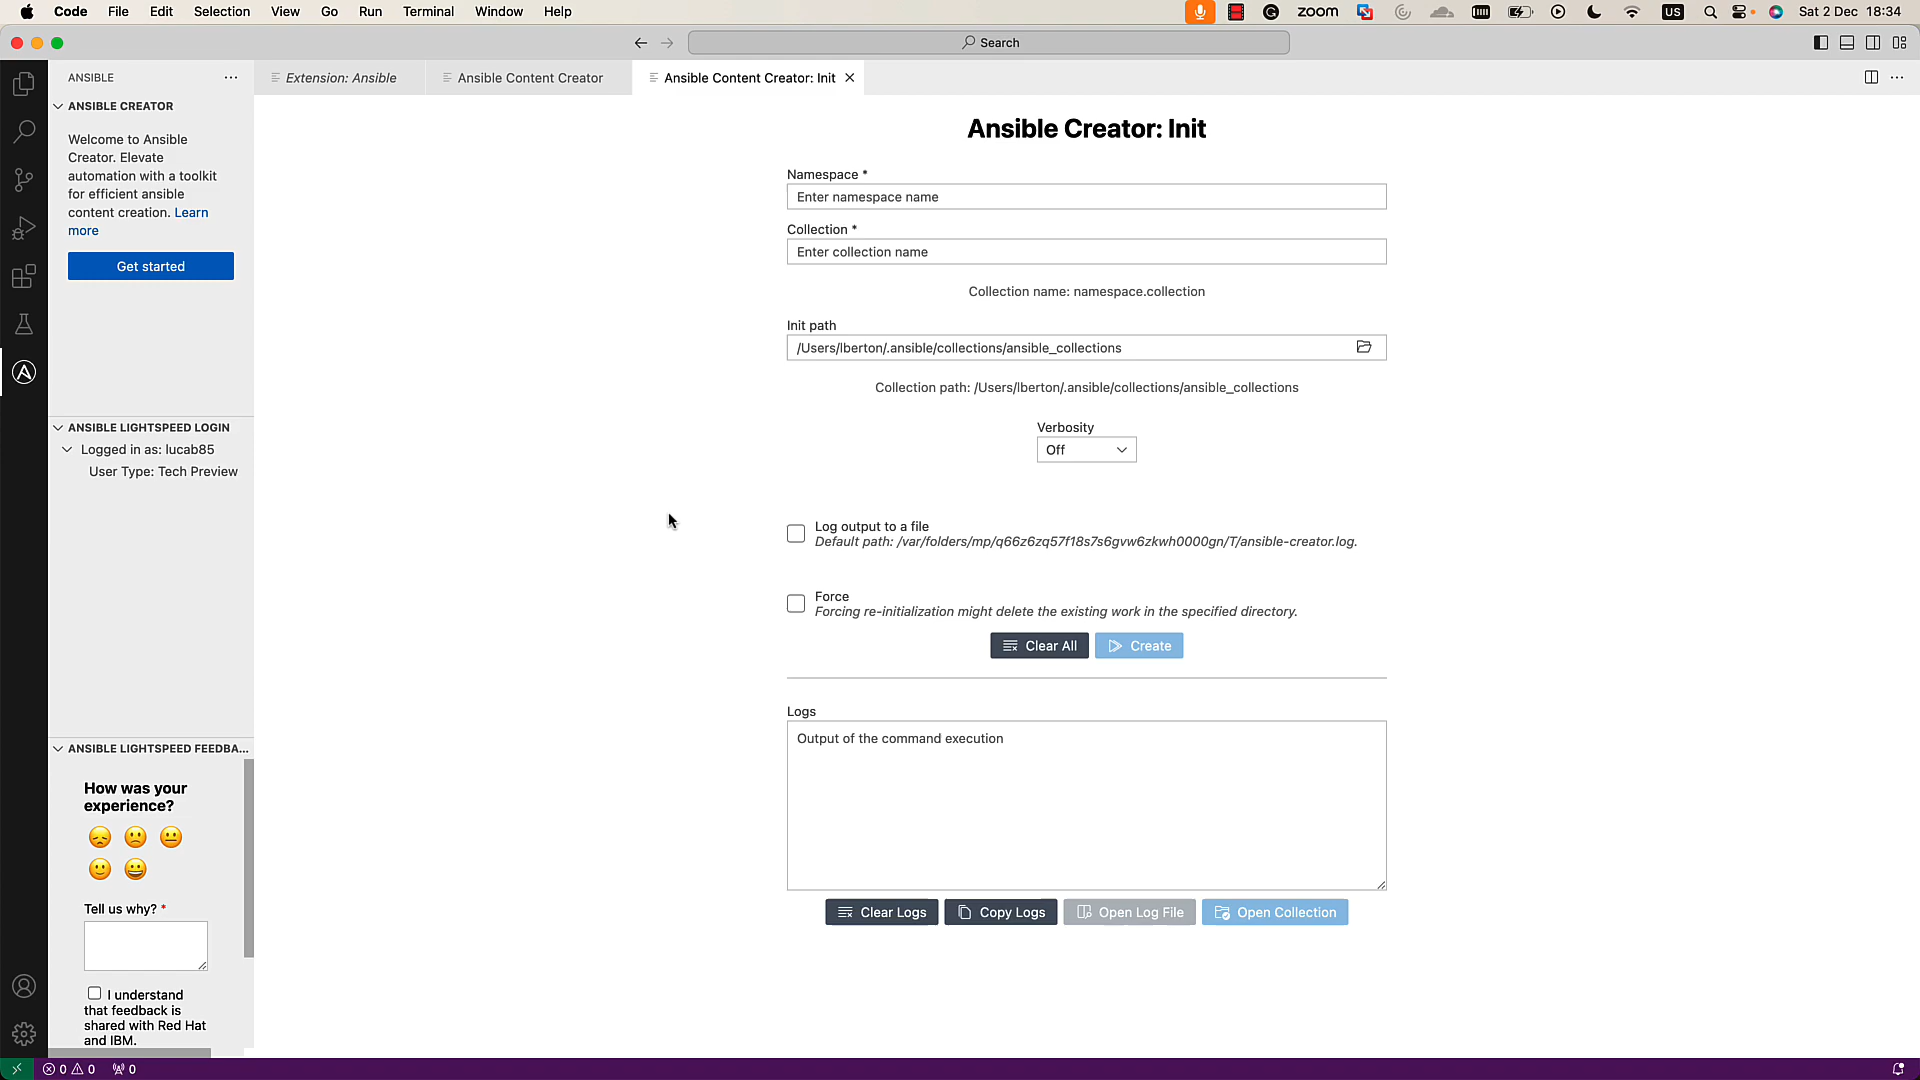 Code File Edit Selection View Go Run Terminal Window Help
zoom US Sat 2 Dec 18:34
Search
ANSIBLE
Extension: Ansible
Ansible Content Creator
Ansible Content Creator: Init
ANSIBLE CREATOR
Welcome to Ansible
Creator. Elevate
automation with a toolkit
for efficient ansible
content creation. Learn
more
Get started
ANSIBLE LIGHTSPEED LOGIN
Logged in as: lucab85
User Type: Tech Preview
ANSIBLE LIGHTSPEED FEEDBA...
How was your
experience?
Tell us why? *
I understand
that feedback is
shared with Red Hat
and IBM.
Ansible Creator: Init
Namespace *
Enter namespace name
Collection *
Enter collection name
Collection name: namespace.collection
Init path
/Users/lberton/.ansible/collections/ansible_collections
Collection path: /Users/lberton/.ansible/collections/ansible_collections
Verbosity
Off
Log output to a file
Default path: /var/folders/mp/q66z6zq57f18s7s6gvw6zkwh0000gn/T/ansible-creator.log.
Force
Forcing re-initialization might delete the existing work in the specified directory.
Clear All
Create
Logs
Output of the command execution
Clear Logs
Copy Logs
Open Log File
Open Collection
0 0 0